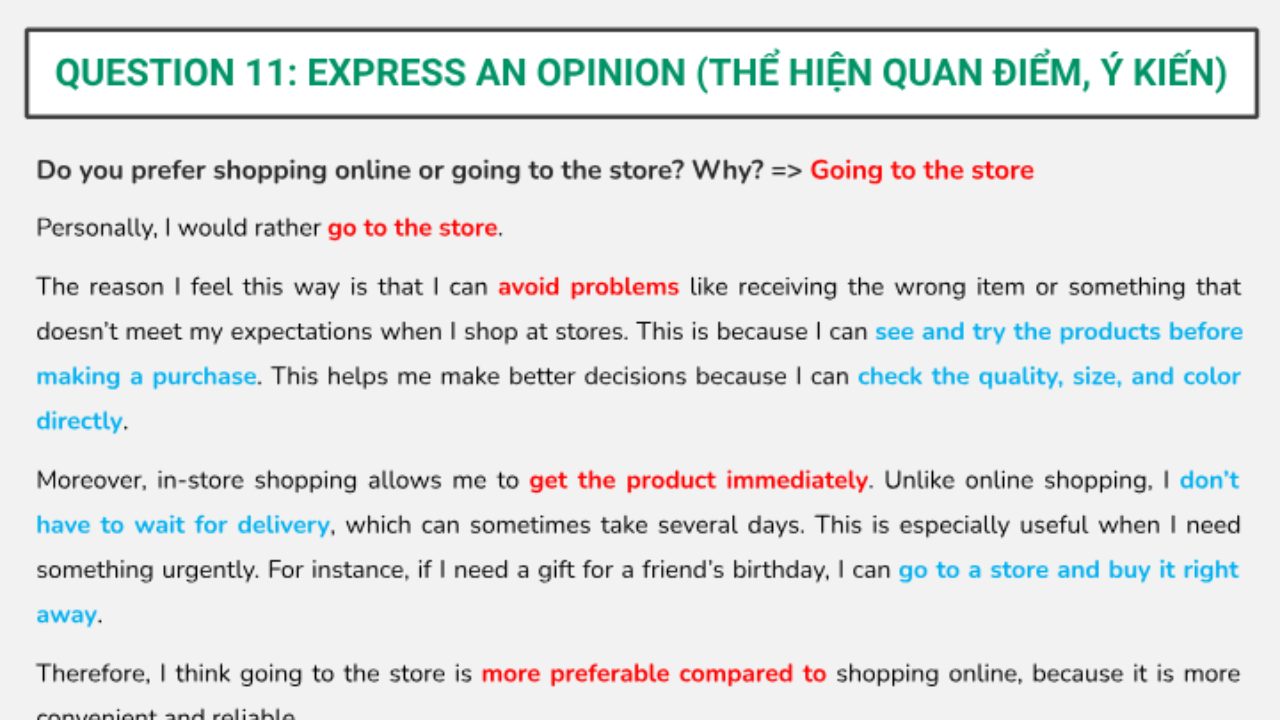 QUESTION 11: EXPRESS AN OPINION (THỂ HIỆN QUAN ĐIỂM, Ý KIẾN)
Do you prefer shopping online or going to the store? Why? => Going to the store
Personally, I would rather go to the store.
The reason I feel this way is that I can avoid problems like receiving the wrong item or something that
doesn't meet my expectations when I shop at stores. This is because I can see and try the products before
making a purchase. This helps me make better decisions because I can check the quality, size, and color
directly.
Moreover, in-store shopping allows me to get the product immediately. Unlike online shopping, I don't
have to wait for delivery, which can sometimes take several days. This is especially useful when I need
something urgently. For instance, if I need a gift for a friend's birthday, I can go to a store and buy it right
away.
Therefore, I think going to the store is more preferable compared to shopping online, because it is more
convenient and reliable.